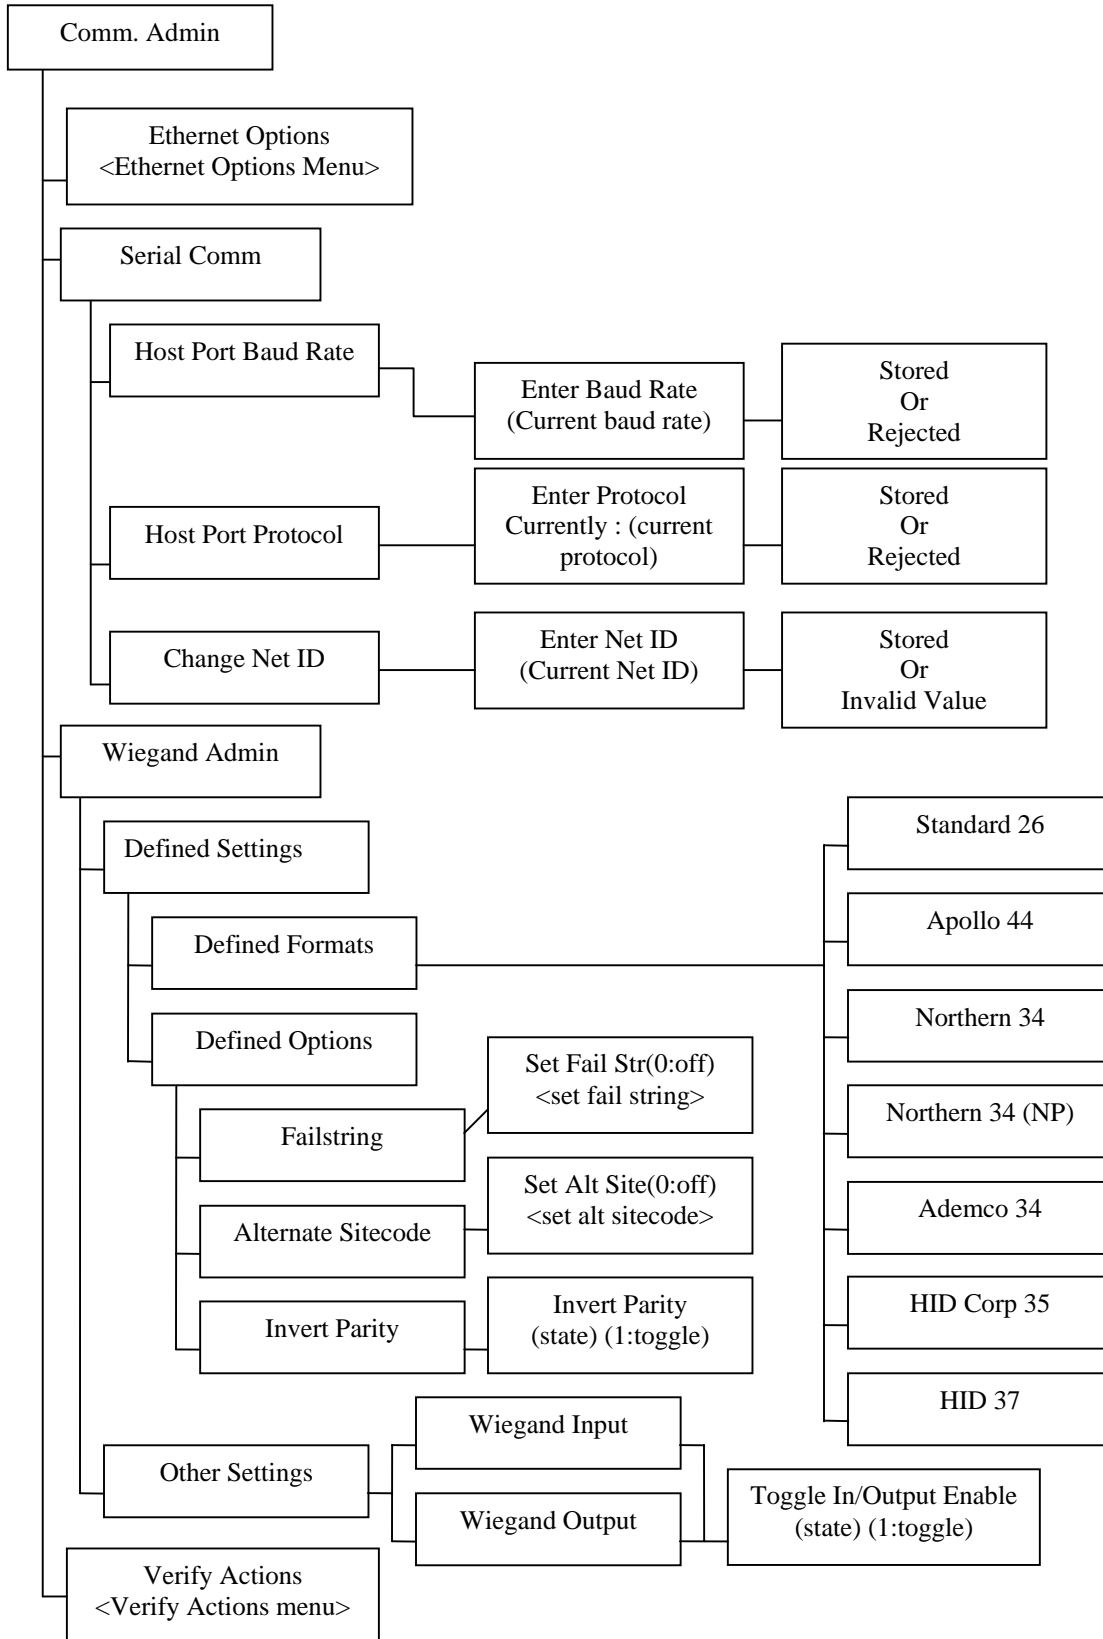 Comm. Admin
Ethernet Options
<Ethernet Options Menu>
Serial Comm
Host Port Baud Rate
Enter Baud Rate
(Current baud rate)
Stored
Or
Rejected
Host Port Protocol
Enter Protocol
Currently : (current
protocol)
Stored
Or
Rejected
Change Net ID
Enter Net ID
(Current Net ID)
Stored
Or
Invalid Value
Wiegand Admin
Defined Settings
Defined Formats
Standard 26
Apollo 44
Northern 34
Northern 34 (NP)
Ademco 34
HID Corp 35
HID 37
Defined Options
Failstring
Set Fail Str(0:off)
<set fail string>
Alternate Sitecode
Set Alt Site(0:off)
<set alt sitecode>
Invert Parity
Invert Parity
(state) (1:toggle)
Other Settings
Wiegand Input
Wiegand Output
Toggle In/Output Enable
(state) (1:toggle)
Verify Actions
<Verify Actions menu>